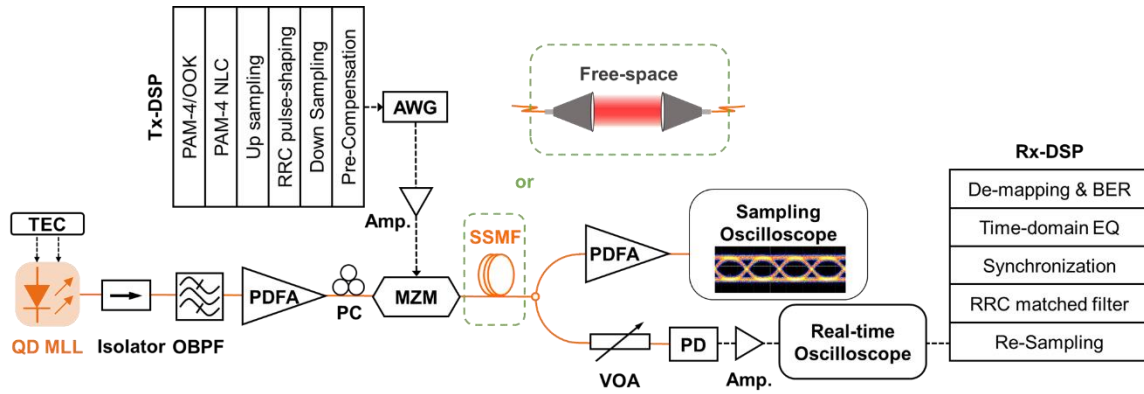 Tx-DSP
PAM-4/OOK
PAM-4 NLC
Up sampling
RRC pulse-shaping
Down Sampling
Pre-Compensation
AWG
Amp.
Free-space
or
TEC
QD MLL
Isolator
OBPF
PDFA
PC
MZM
SSMF
PDFA
Sampling
Oscilloscope
VOA
PD
Amp.
Real-time
Oscilloscope
Rx-DSP
De-mapping & BER
Time-domain EQ
Synchronization
RRC matched filter
Re-Sampling